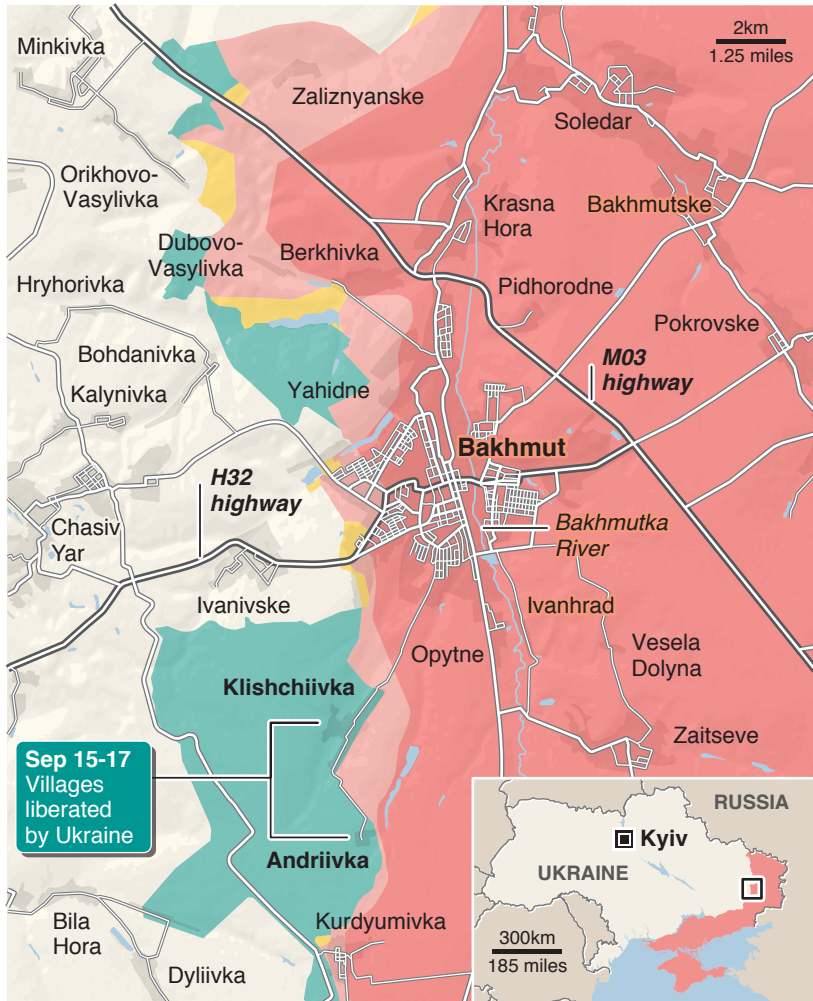 Minkivka
2km
1.25 miles
Zaliznyanske
Soledar
Orikhovo-
Vasylivka
Krasna
Hora
Bakhmutske
Dubovo-
Vasylivka
Berkhivka
Hryhorivka
Pidhorodne
Pokrovske
Bohdanivka
M03
highway
Kalynivka
Yahidne
Bakhmut
H32
highway
Chasiv
Yar
Bakhmutka
River
Ivanivske
Ivanhrad
Opytne
Vesela
Dolyna
Klishchiivka
Zaitseve
Sep 15-17
Villages
liberated
by Ukraine
Andriivka
RUSSIA
Kyiv
UKRAINE
Bila
Hora
Kurdyumivka
300km
185 miles
Dyliivka